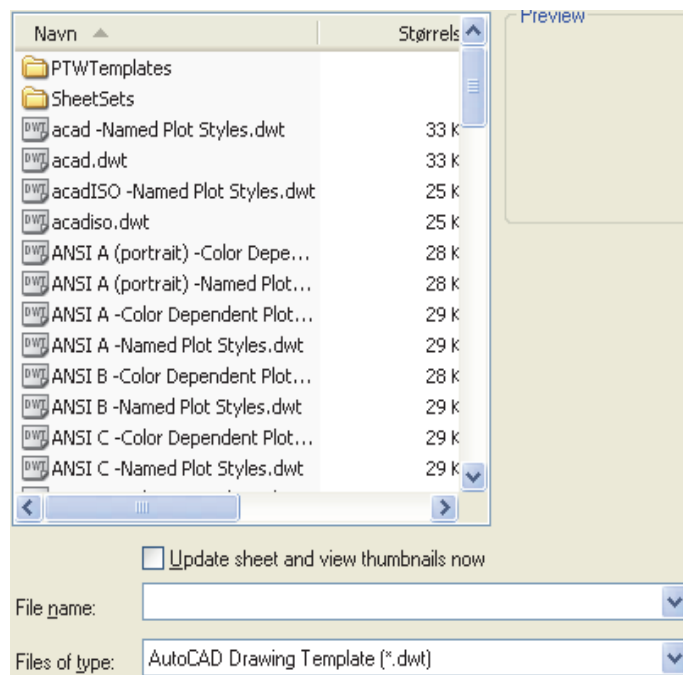 Navn Størrels Preview
PTWTemplates
SheetSets
acad -Named Plot Styles.dwt 33 K
acad.dwt 33 K
acadISO -Named Plot Styles.dwt 25 K
acadiso.dwt 25 K
ANSI A (portrait) -Color Depe... 28 K
ANSI A (portrait) -Named Plot... 28 K
ANSI A -Color Dependent Plot... 29 K
ANSI A -Named Plot Styles.dwt 29 K
ANSI B -Color Dependent Plot... 28 K
ANSI B -Named Plot Styles.dwt 29 K
ANSI C -Color Dependent Plot... 29 K
ANSI C -Named Plot Styles.dwt 29 K
Update sheet and view thumbnails now
File name:
Files of type: AutoCAD Drawing Template (*.dwt)